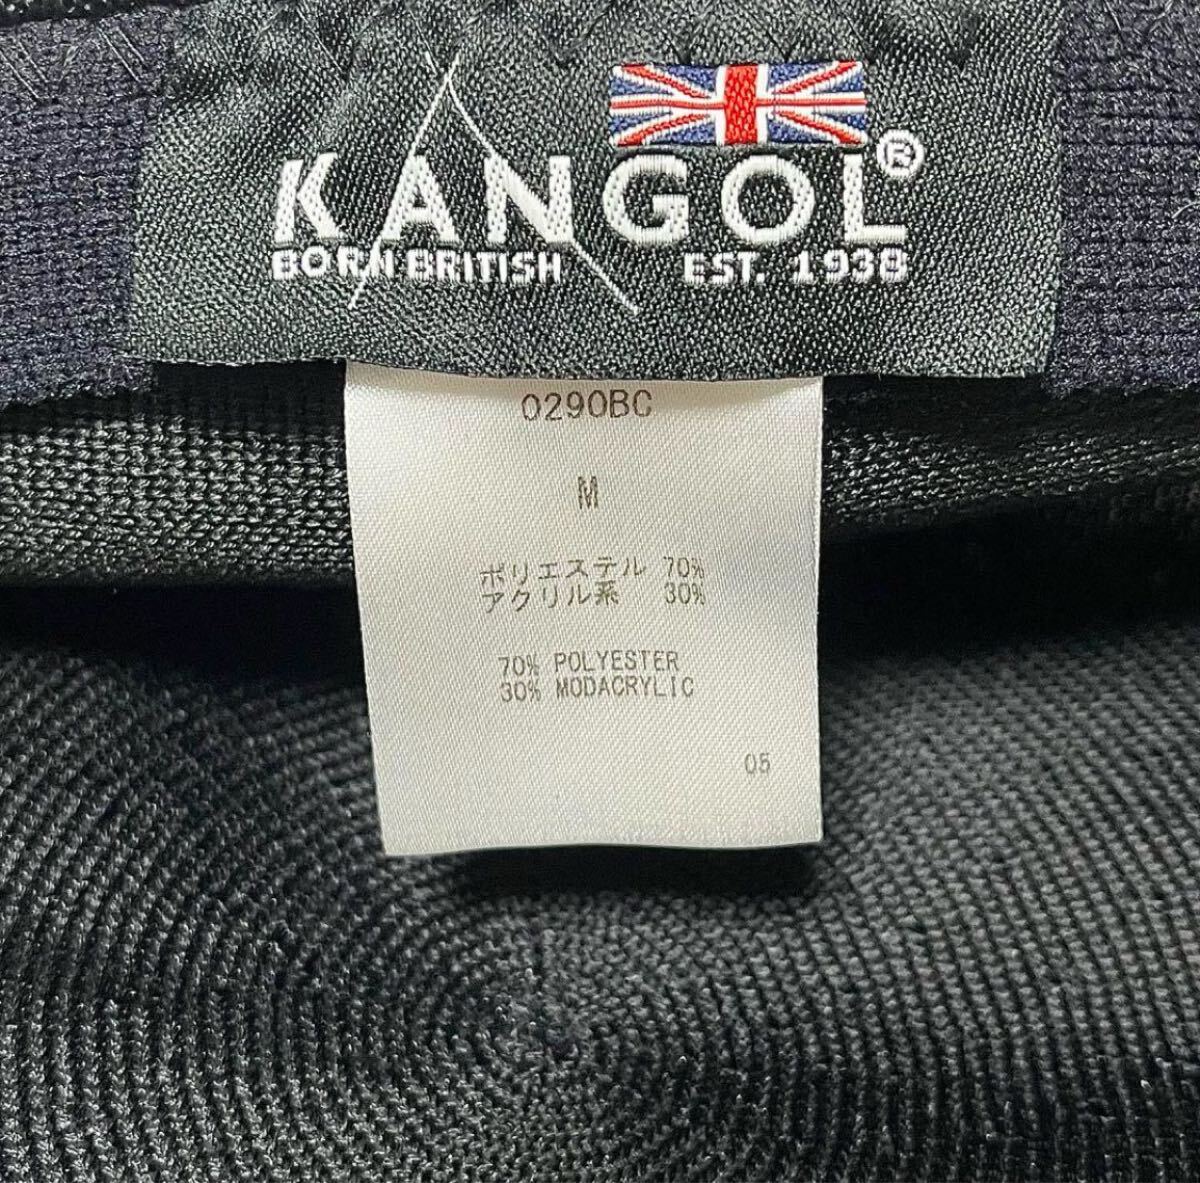 KANGOL®
BORN BRITISH EST. 1938
0290BC
M
ポリエステル 70%
アクリル系 30%
70% POLYESTER
30% MODACRYLIC
05